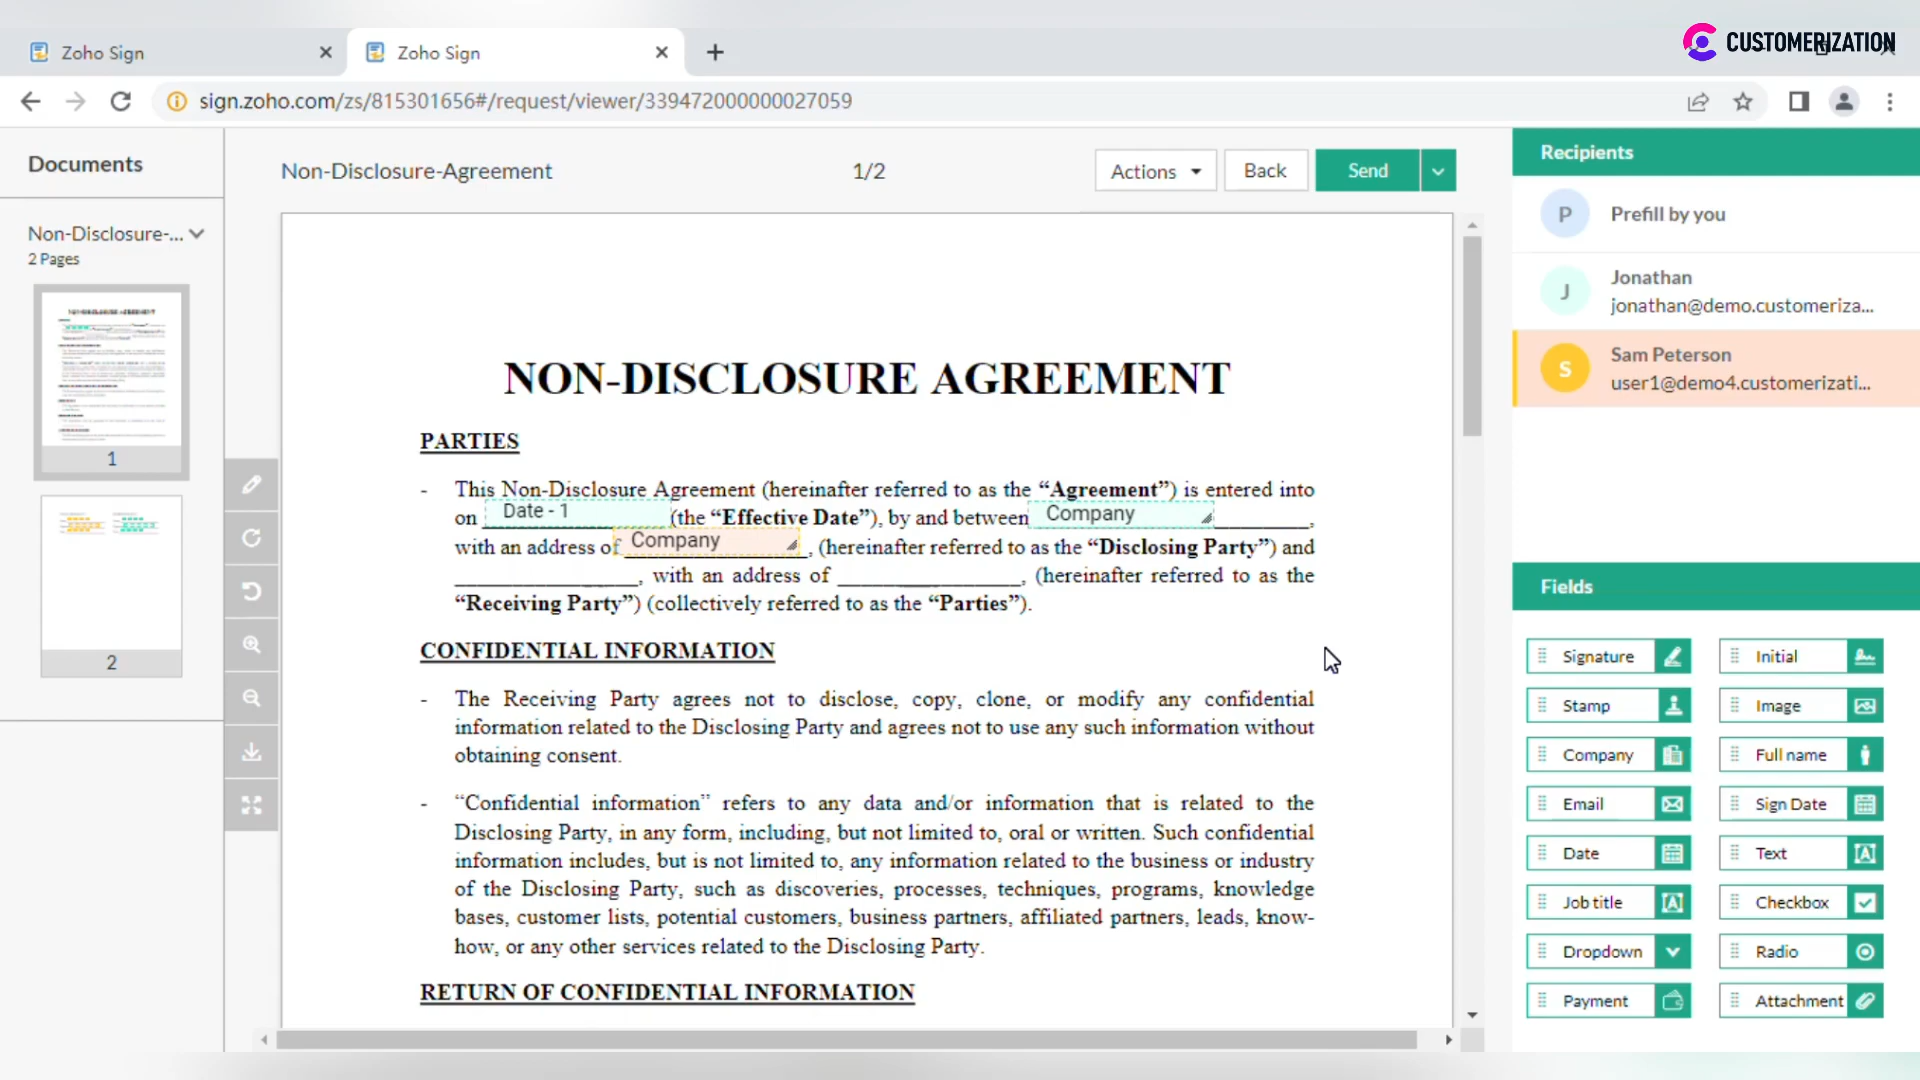 CUSTOMERIZATION
Zoho Sign
Zoho Sign
sign.zoho.com/zs/815301656#/request/viewer/339472000000027059
Documents
Non-Disclosure-...
2 Pages
1
2
Non-Disclosure-Agreement
1/2
Actions
Back
Send
NON-DISCLOSURE AGREEMENT
PARTIES
- This Non-Disclosure Agreement (hereinafter referred to as the “Agreement”) is entered into
on Date - 1 (the “Effective Date”), by and between Company ________,
with an address of Company, (hereinafter referred to as the “Disclosing Party”) and
________________, with an address of ________________, (hereinafter referred to as the
“Receiving Party”) (collectively referred to as the “Parties”).
CONFIDENTIAL INFORMATION
- The Receiving Party agrees not to disclose, copy, clone, or modify any confidential
information related to the Disclosing Party and agrees not to use any such information without
obtaining consent.
- “Confidential information” refers to any data and/or information that is related to the
Disclosing Party, in any form, including, but not limited to, oral or written. Such confidential
information includes, but is not limited to, any information related to the business or industry
of the Disclosing Party, such as discoveries, processes, techniques, programs, knowledge
bases, customer lists, potential customers, business partners, affiliated partners, leads, know-
how, or any other services related to the Disclosing Party.
RETURN OF CONFIDENTIAL INFORMATION
Recipients
P
Prefill by you
J
Jonathan
jonathan@demo.customeriza...
S
Sam Peterson
user1@demo4.customerizati...
Fields
Signature
Initial
Stamp
Image
Company
Full name
Email
Sign Date
Date
Text
Job title
Checkbox
Dropdown
Radio
Payment
Attachment